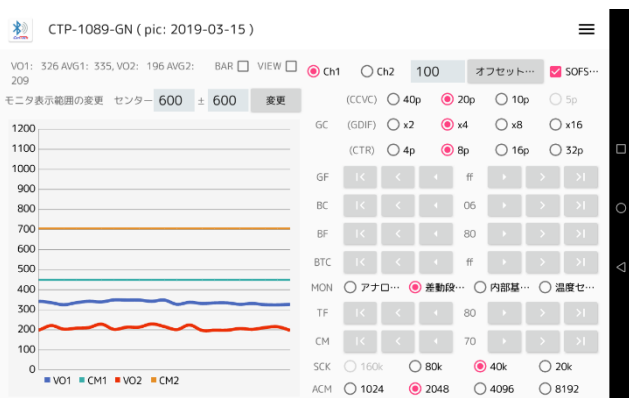 CTP-1089-GN ( pic: 2019-03-15 )
VO1: 326 AVG1: 335, VO2: 196 AVG2: 209
BAR VIEW
Ch1 Ch2 100 オフセット… SOFS…
モニタ表示範囲の変更 センター 600 ± 600 変更
1200
1100
1000
900
800
700
600
500
400
300
200
100
0
VO1 CM1 VO2 CM2
(CCVC) 40p 20p 10p 5p
GC (GDIF) x2 x4 x8 x16
(CTR) 4p 8p 16p 32p
GF ff
BC 06
BF 80
BTC ff
MON アナロ… 差動段… 内部基… 温度セ…
TF 80
CM 70
SCK 160k 80k 40k 20k
ACM 1024 2048 4096 8192